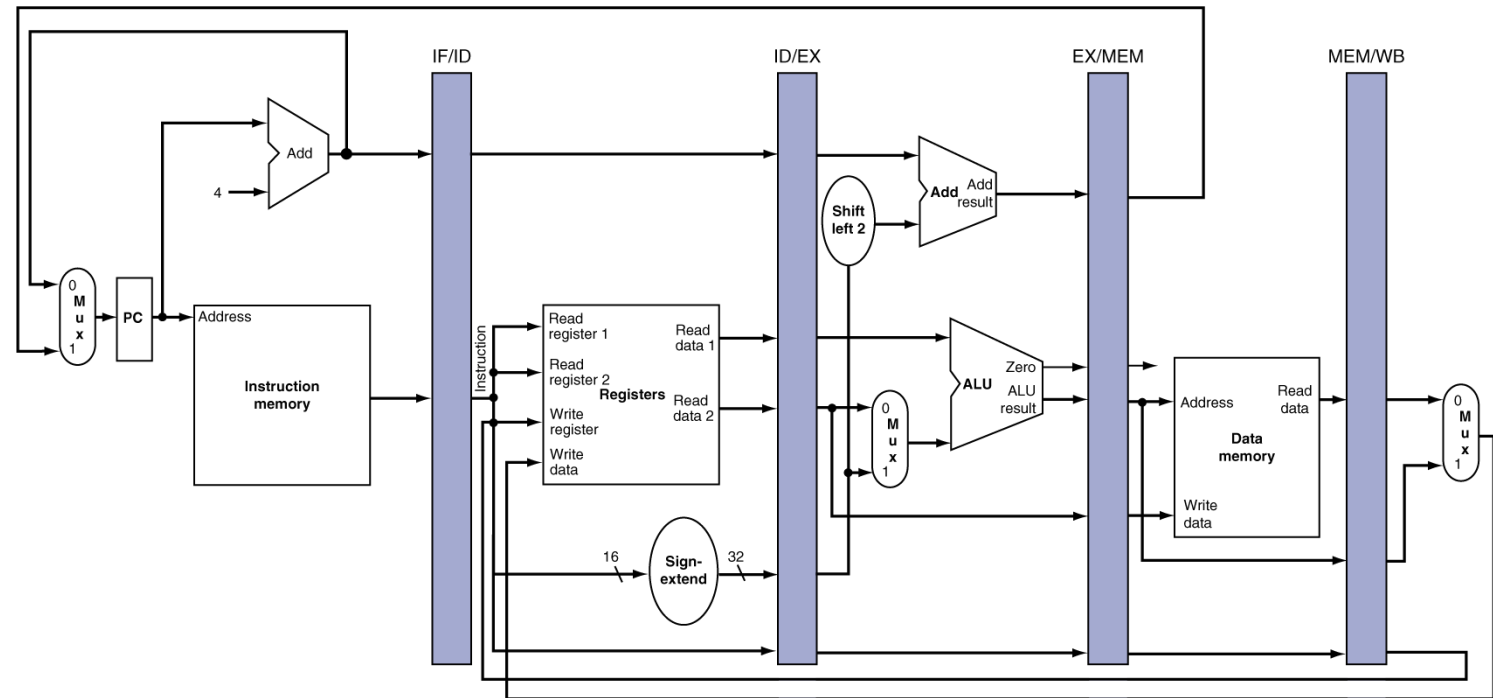 IF/ID
ID/EX
EX/MEM
MEM/WB
Add
4
0
M
u
x
1
PC
Address
Instruction
memory
Instruction
Read
register 1
Read
register 2
Write
register
Write
data
Registers
Read
data 1
Read
data 2
16
Sign-
extend
32
Shift
left 2
Add
Add
result
0
M
u
x
1
ALU
Zero
ALU
result
Address
Read
data
Data
memory
Write
data
0
M
u
x
1